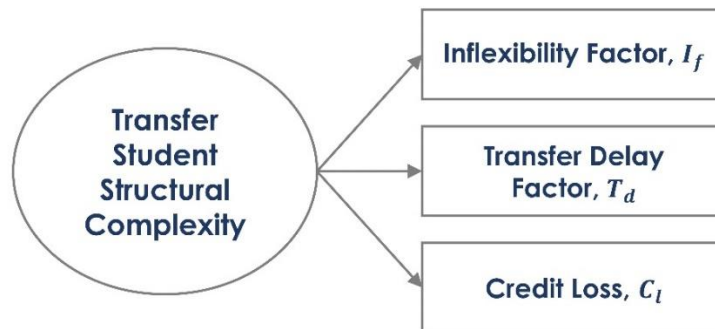 Transfer
Student
Structural
Complexity
Inflexibility Factor, I_f
Transfer Delay
Factor, T_d
Credit Loss, C_l